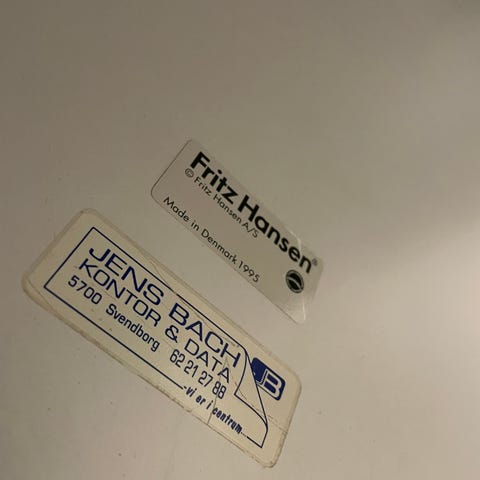 Fritz Hansen®
© Fritz Hansen A/S
Made in Denmark 1995
JENS BACH
KONTOR & DATA
5700 Svendborg 62 21 27 88
-vi er i centrum-
JB